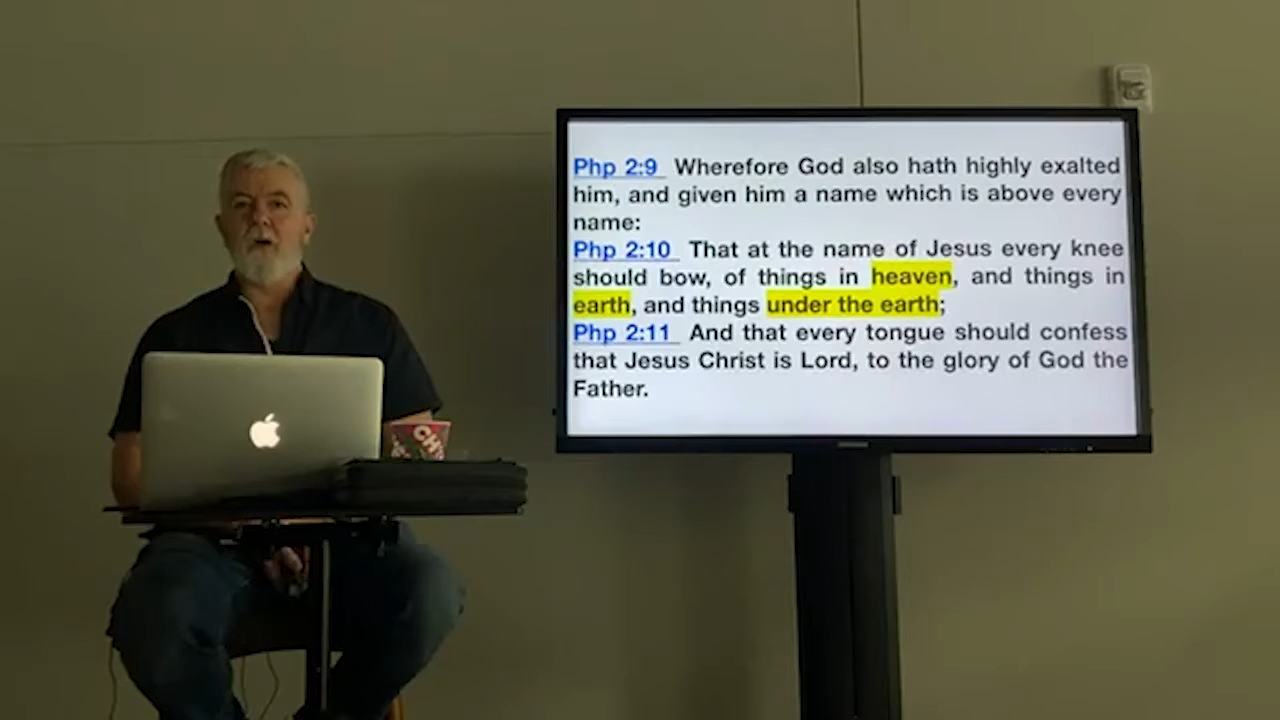 Php 2:9 Wherefore God also hath highly exalted
him, and given him a name which is above every
name:
Php 2:10 That at the name of Jesus every knee
should bow, of things in heaven, and things in
earth, and things under the earth;
Php 2:11 And that every tongue should confess
that Jesus Christ is Lord, to the glory of God the
Father.